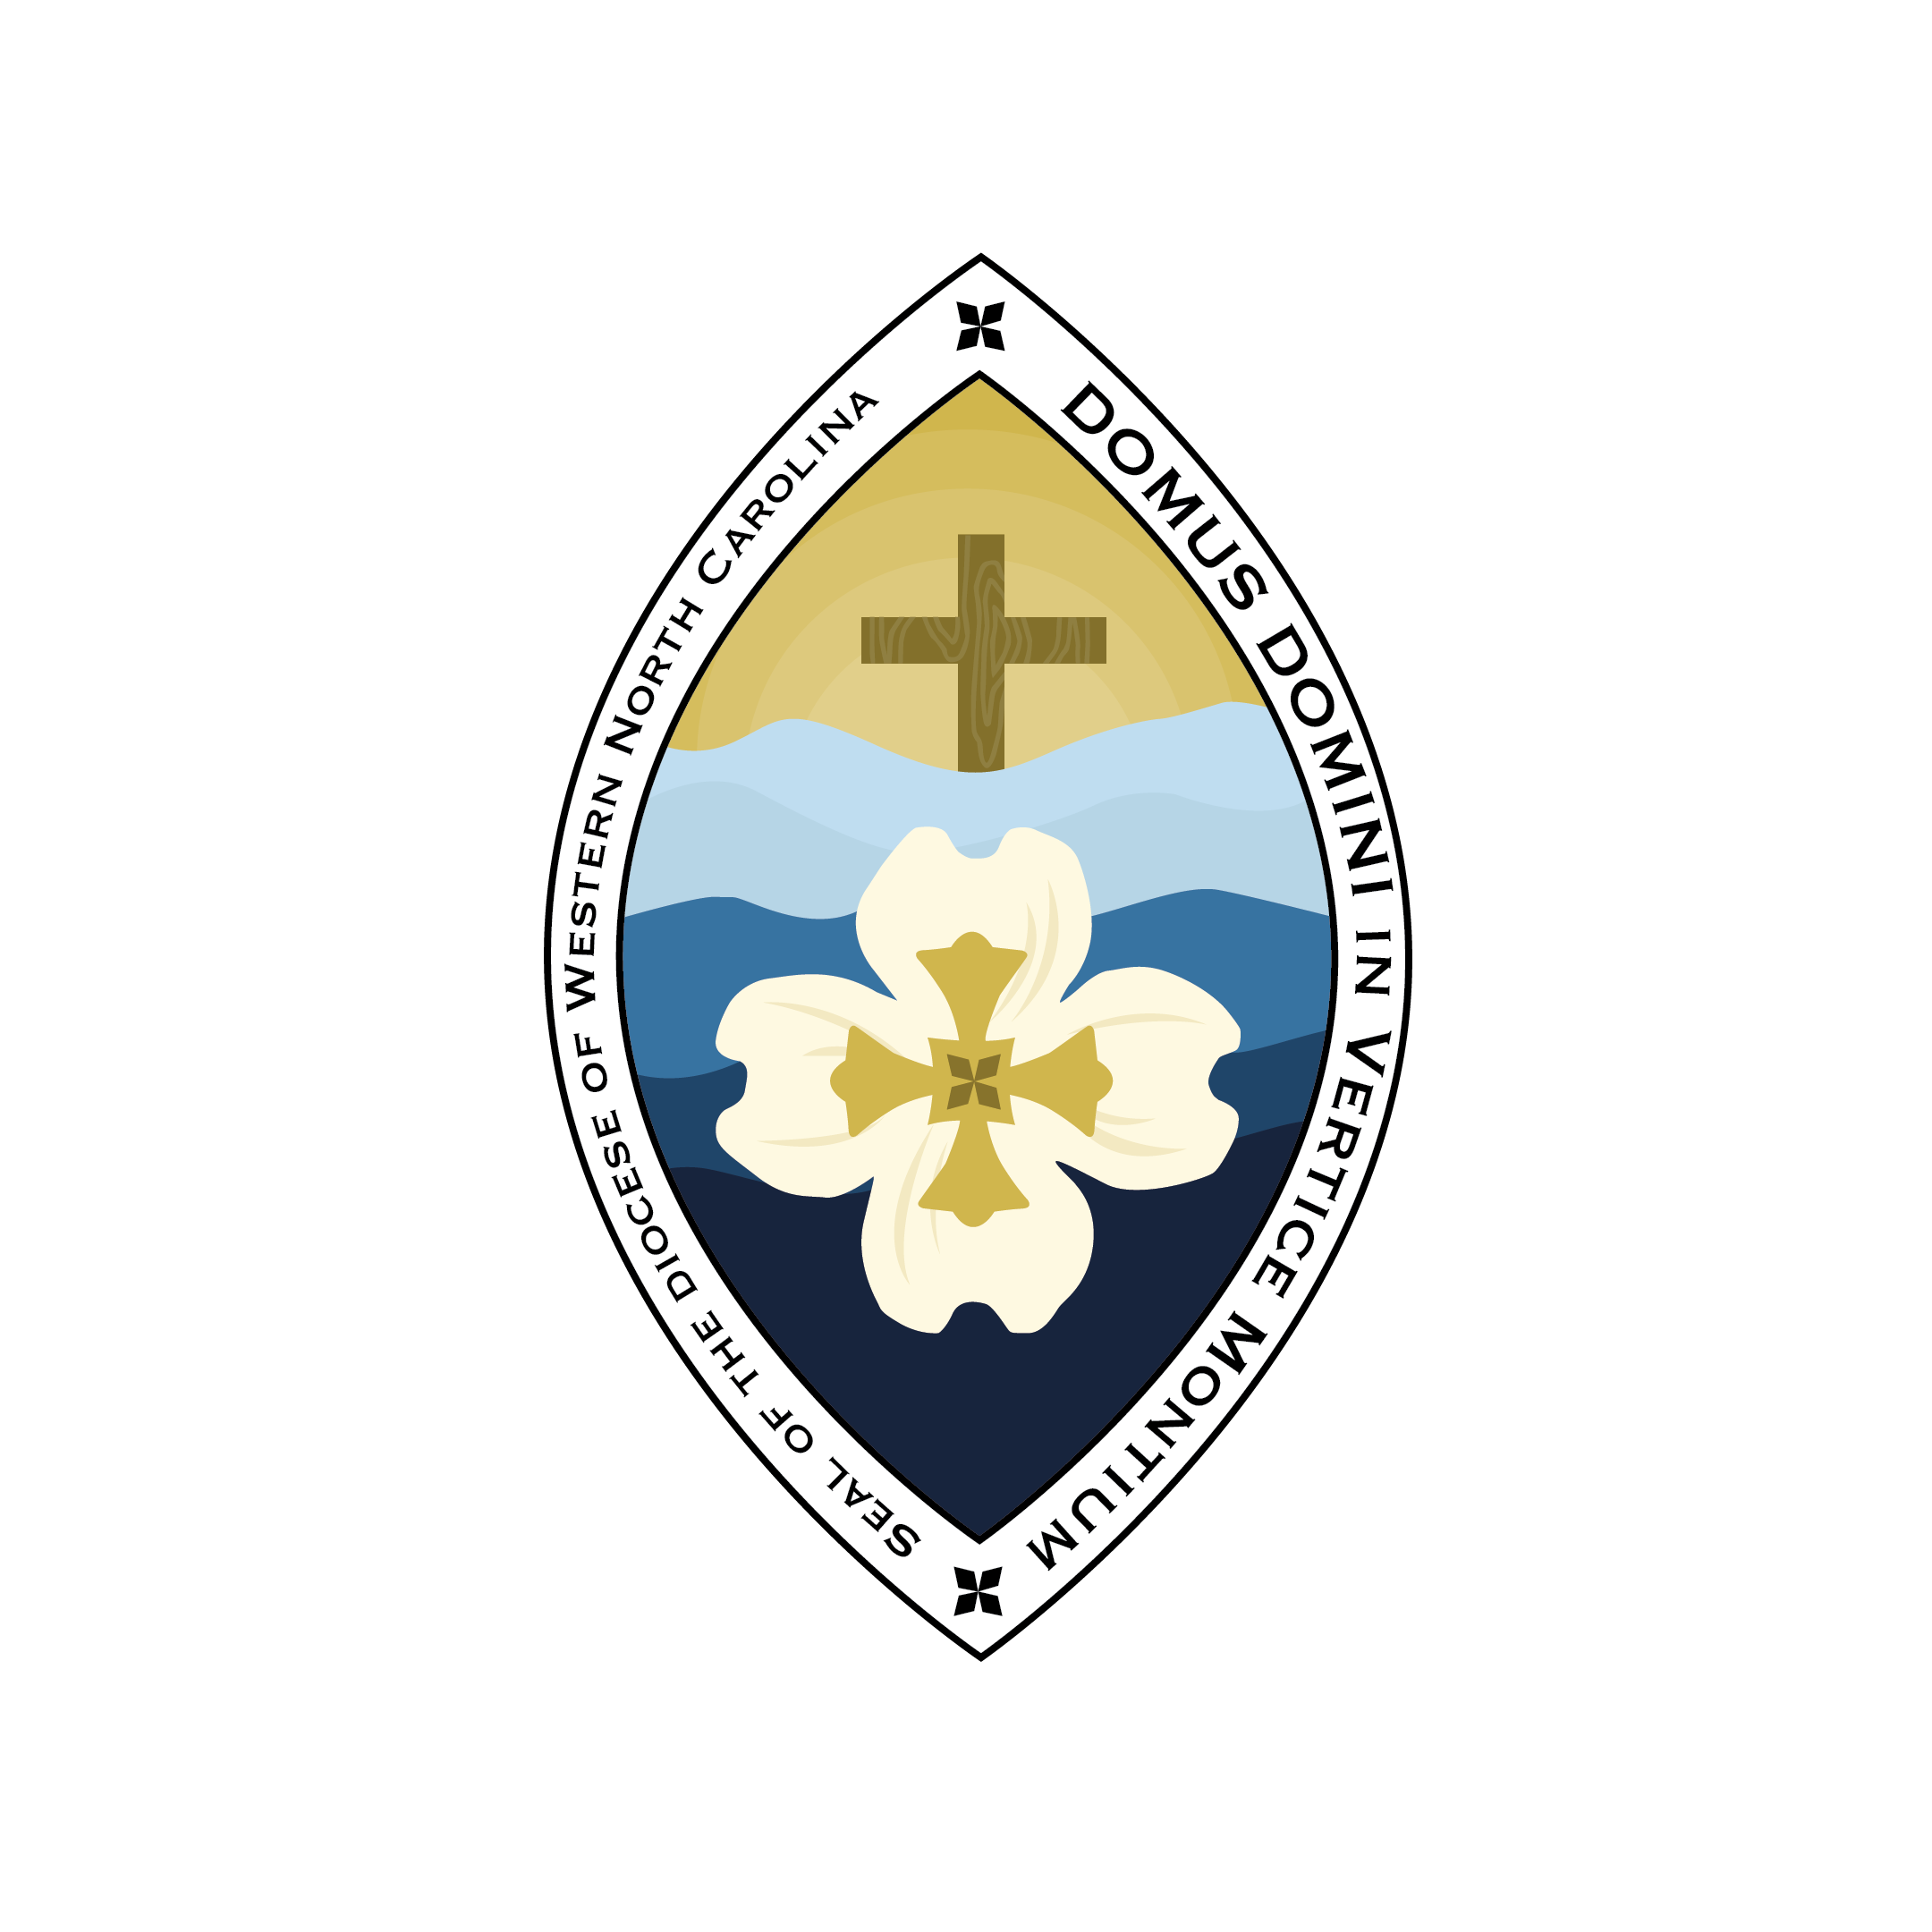 SEAL OF THE DIOCESE OF WESTERN NORTH CAROLINA
DOMUS DOMINI IN VERTICE MONTIUM